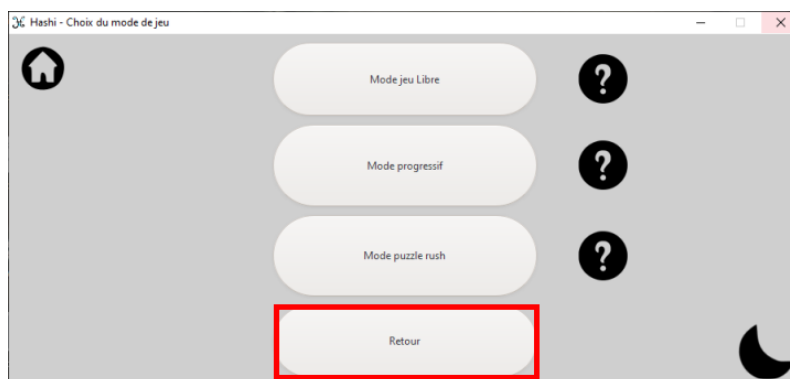 Hashi - Choix du mode de jeu
Mode jeu Libre
?
Mode progressif
?
Mode puzzle rush
?
Retour